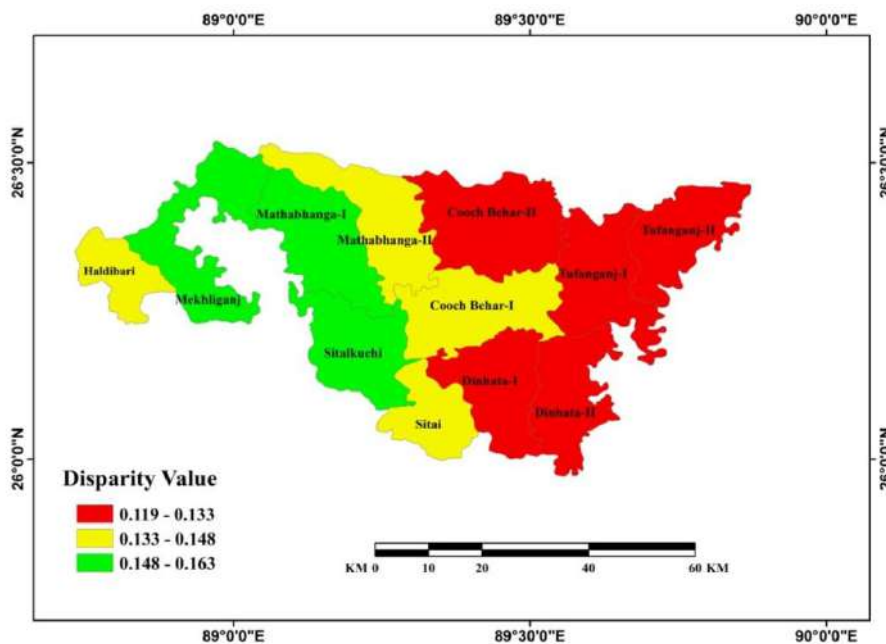 89°0'0"E 89°30'0"E 90°0'0"E
26°30'0"N
26°0'0"N
Mathabhanga-I
Cooch Behar-II
Tufanganj-II
Mathabhanga-II
Haldibari
Tufanganj-I
Mekhliganj
Cooch Behar-I
Sitalkuchi
Dinhata-I
Dinhata-II
Sitai
Disparity Value
0.119 - 0.133
0.133 - 0.148
0.148 - 0.163
KM 0 10 20 40 60 KM
26°30'0"N
26°0'0"N
89°0'0"E 89°30'0"E 90°0'0"E